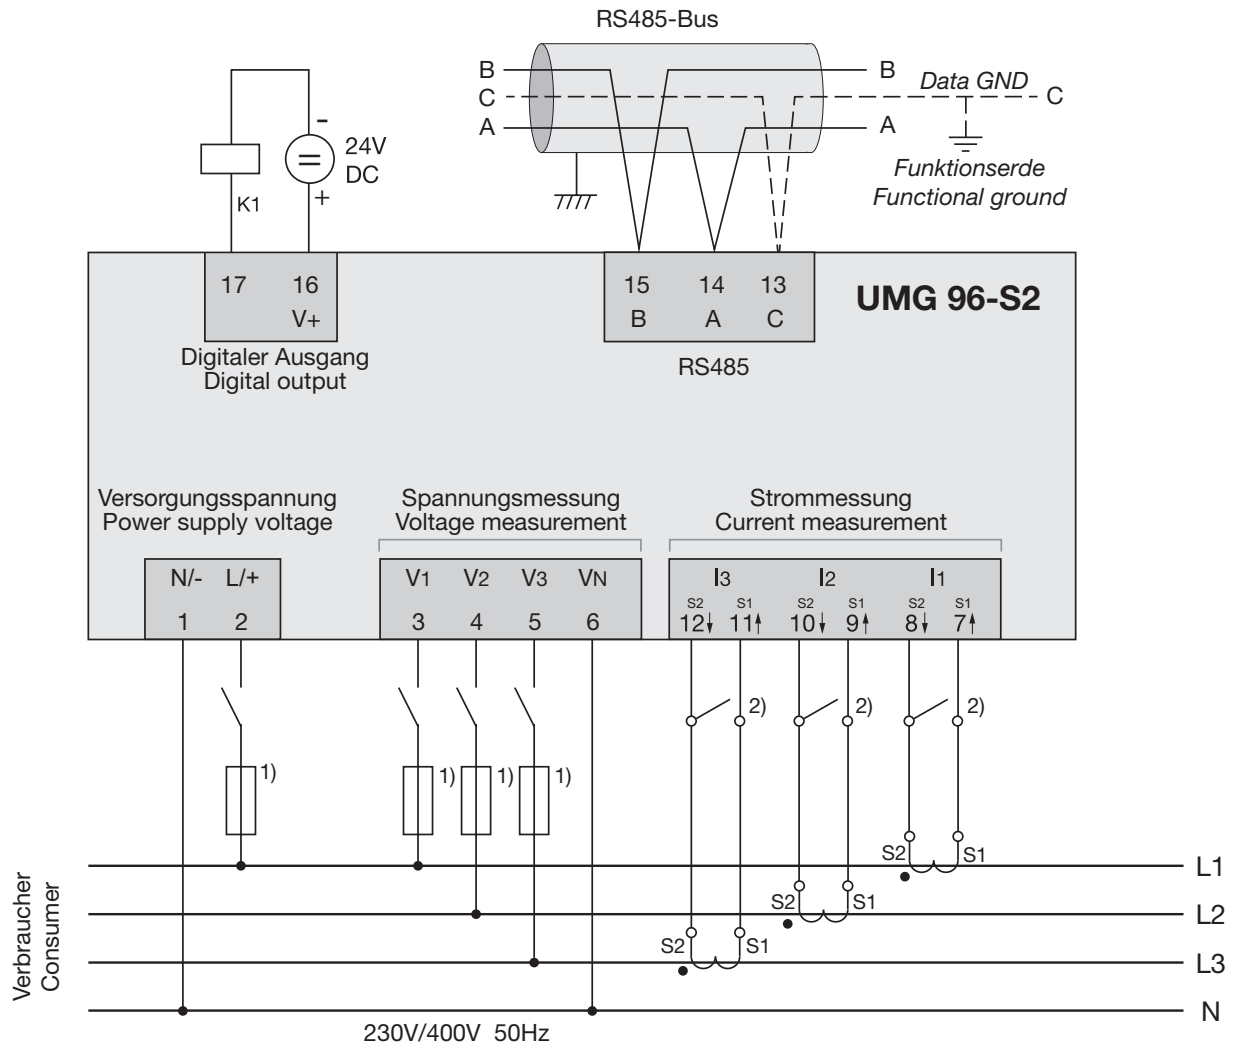 RS485-Bus
B
B
C
Data GND
C
A
A
-
24V
DC
+
K1
Funktionserde
Functional ground
17 16
V+
15 14 13
B A C
UMG 96-S2
Digitaler Ausgang
Digital output
RS485
Versorgungsspannung
Power supply voltage
Spannungsmessung
Voltage measurement
Strommessung
Current measurement
N/- L/+
V1 V2 V3 VN
I3 I2 I1
S2 S1 S2 S1 S2 S1
1 2
3 4 5 6
12 11 10 9 8 7
2) 2) 2)
1) 1) 1) 1)
S2 S1
L1
S2 S1
L2
S2 S1
L3
N
Verbraucher
Consumer
230V/400V 50Hz